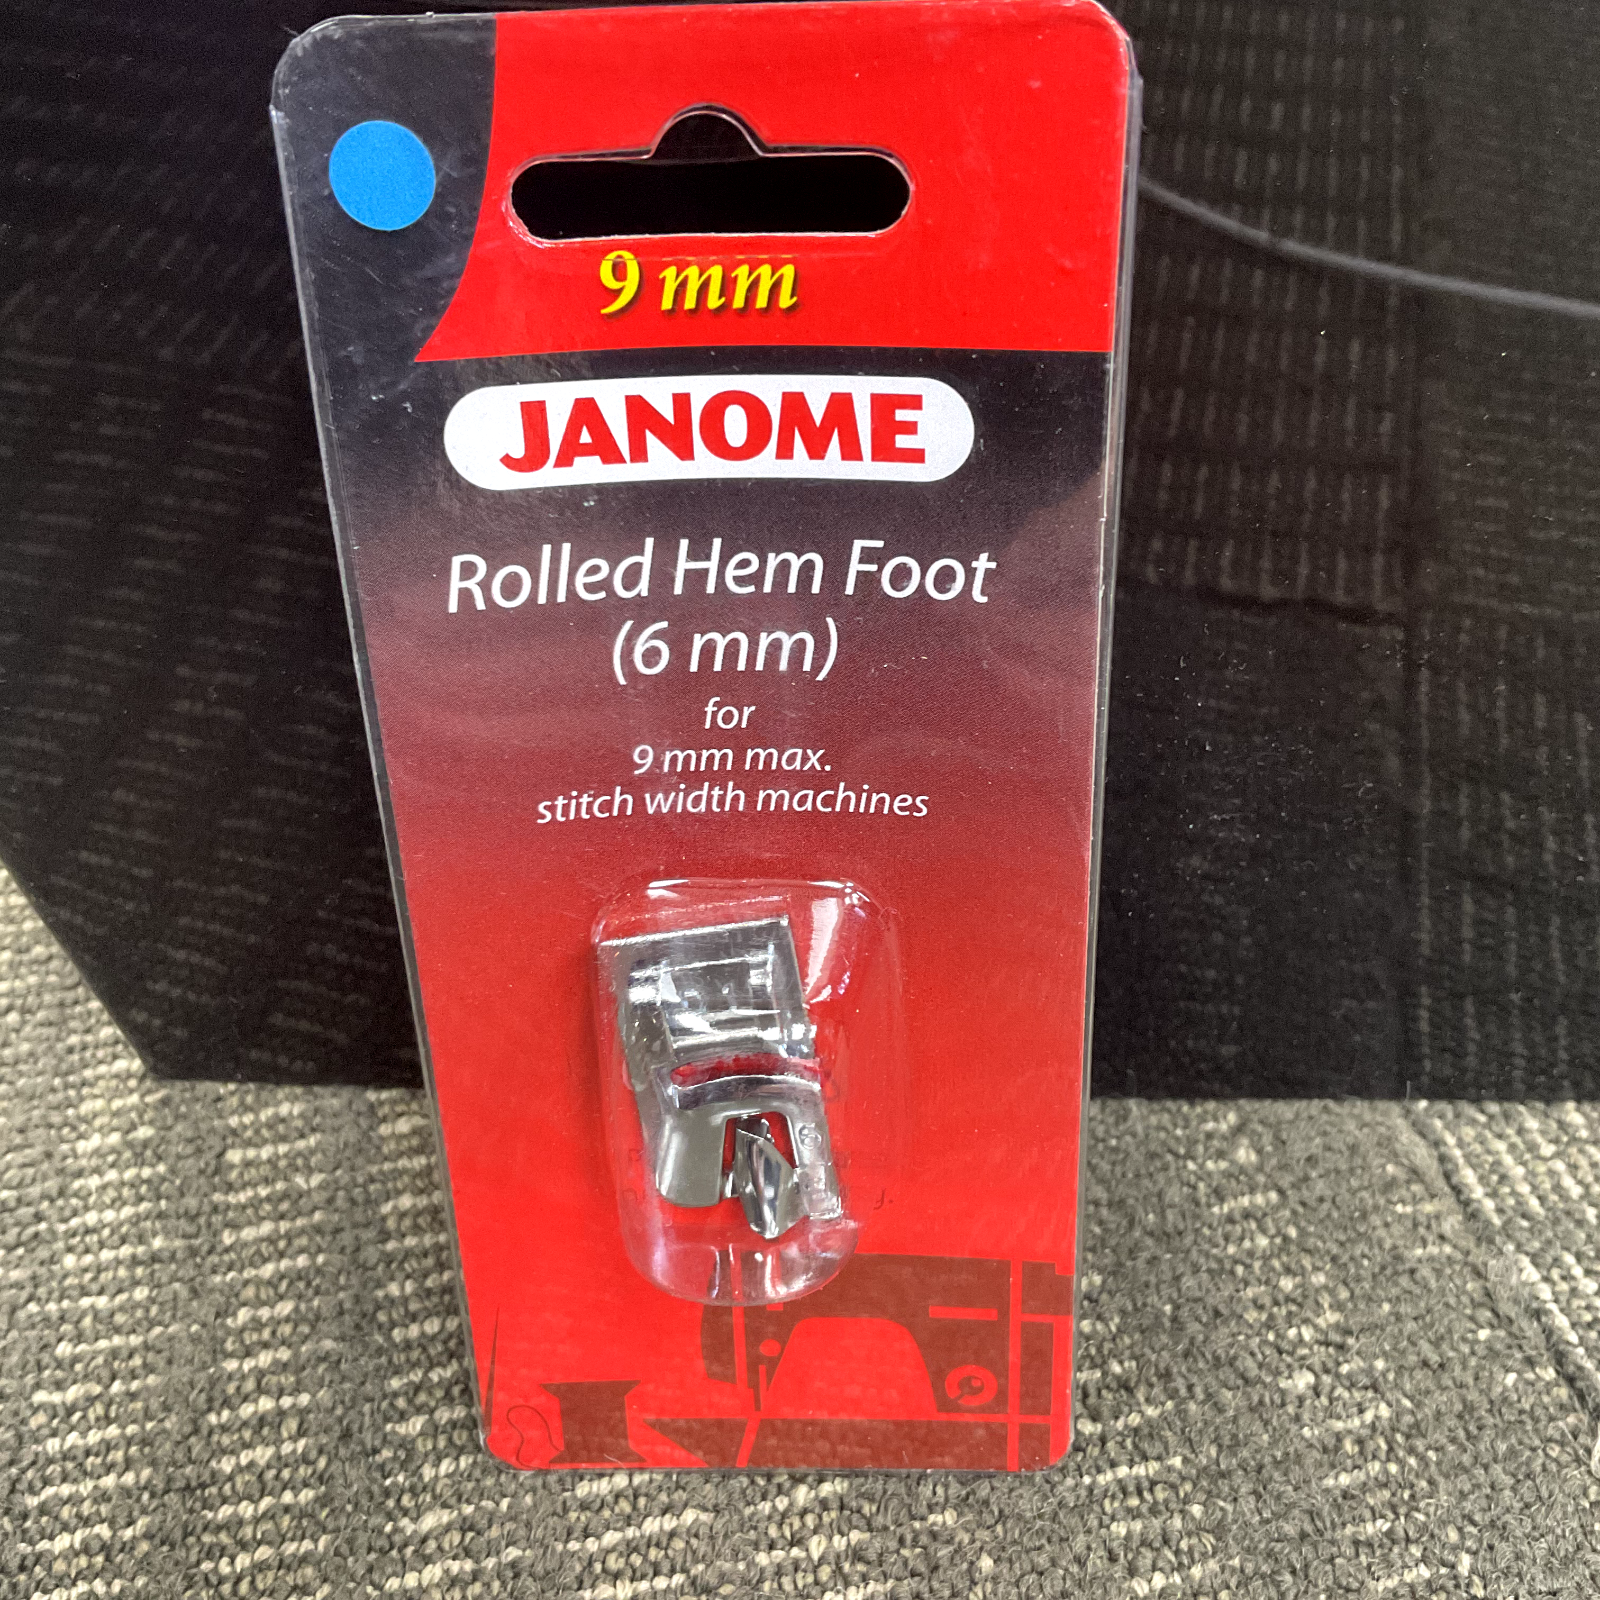 9 mm
JANOME
Rolled Hem Foot
(6 mm)
for
9 mm max.
stitch width machines